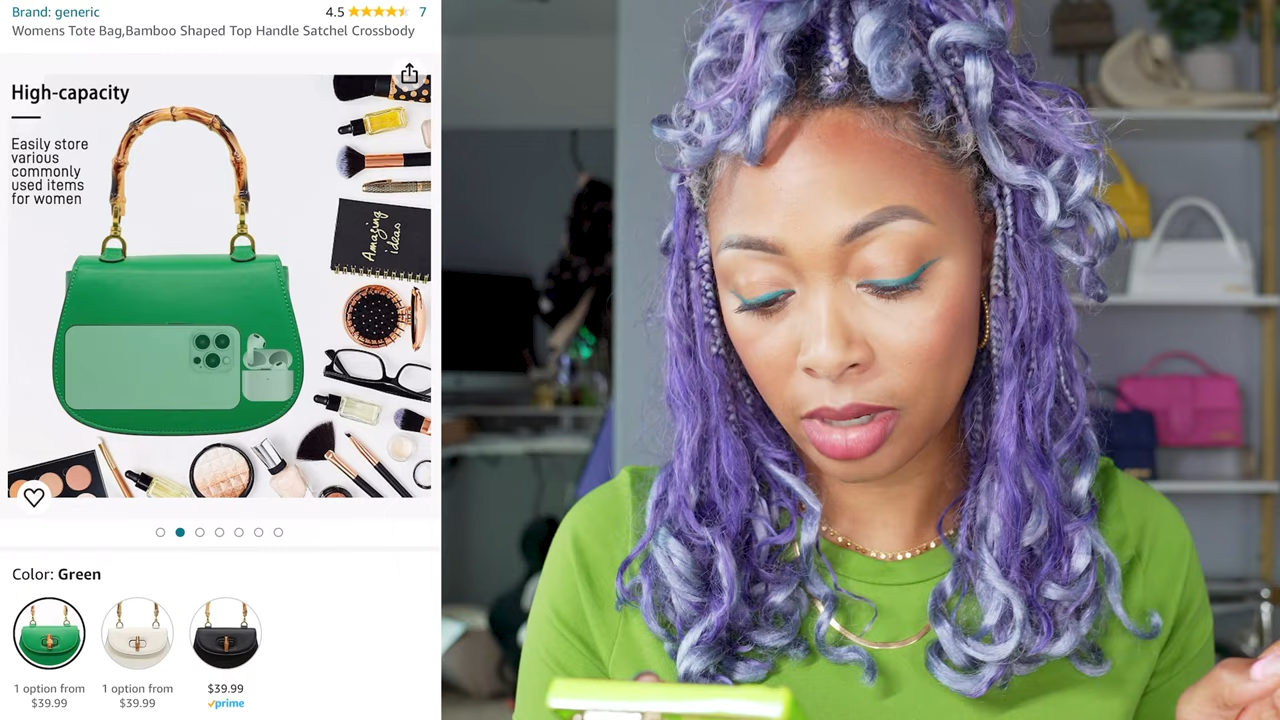 Brand: generic
4.5
7
Womens Tote Bag,Bamboo Shaped Top Handle Satchel Crossbody
High-capacity
Easily store
various
commonly
used items
for women
Amazing
ideas
Color: Green
1 option from
$39.99
1 option from
$39.99
$39.99
prime